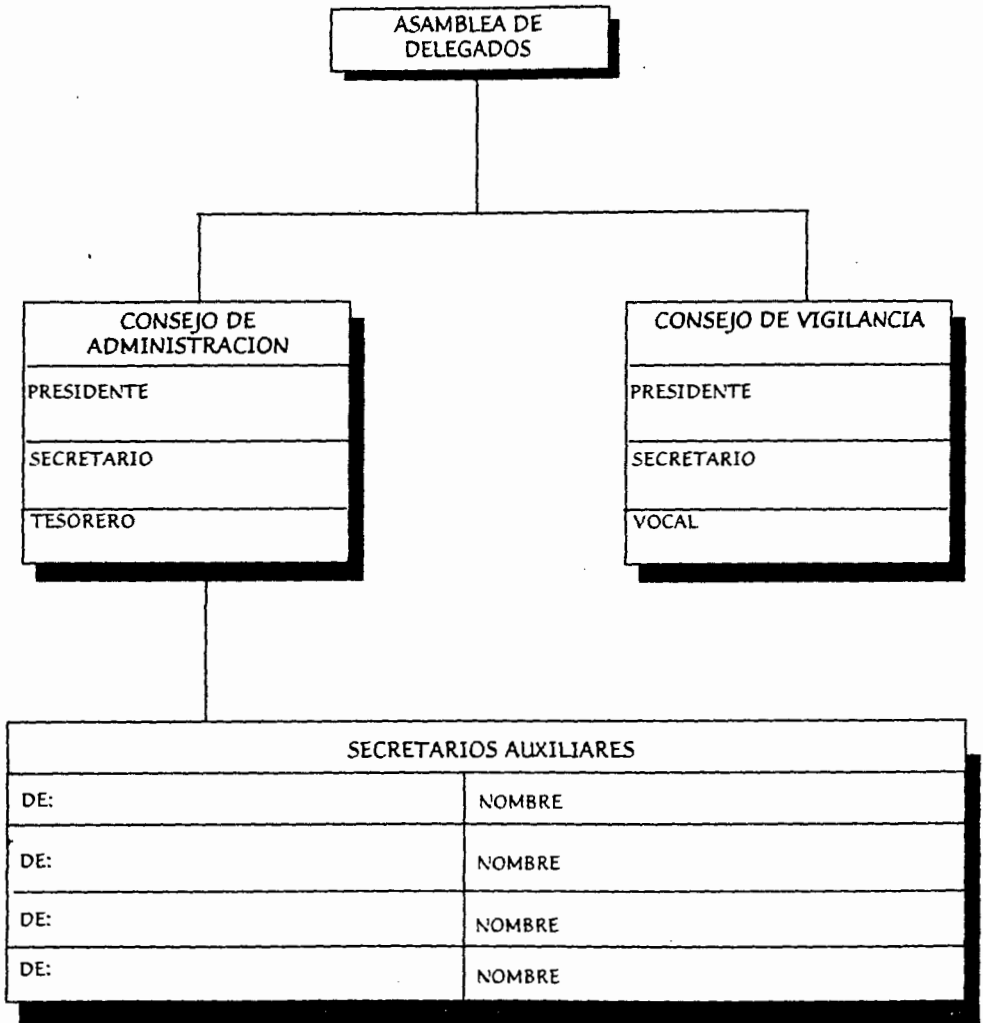 ASAMBLEA DE
DELEGADOS
CONSEJO DE
ADMINISTRACION
PRESIDENTE
SECRETARIO
TESORERO
CONSEJO DE VIGILANCIA
PRESIDENTE
SECRETARIO
VOCAL
SECRETARIOS AUXILIARES
DE: NOMBRE
DE: NOMBRE
DE: NOMBRE
DE: NOMBRE